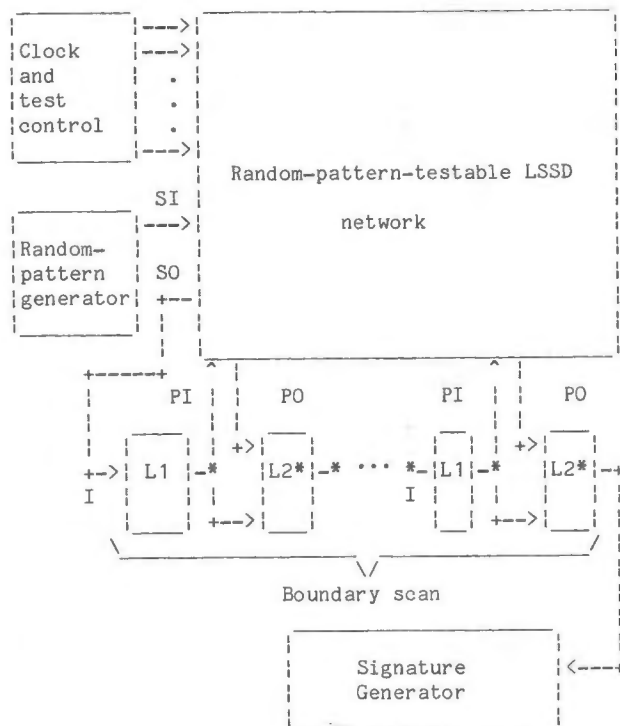 Clock
and
test
control
Random-pattern-testable LSSD
network
SI
Random-
pattern
generator
SO
PI PO PI PO
L1 L2* ... L1 L2*
I I
Boundary scan
Signature
Generator